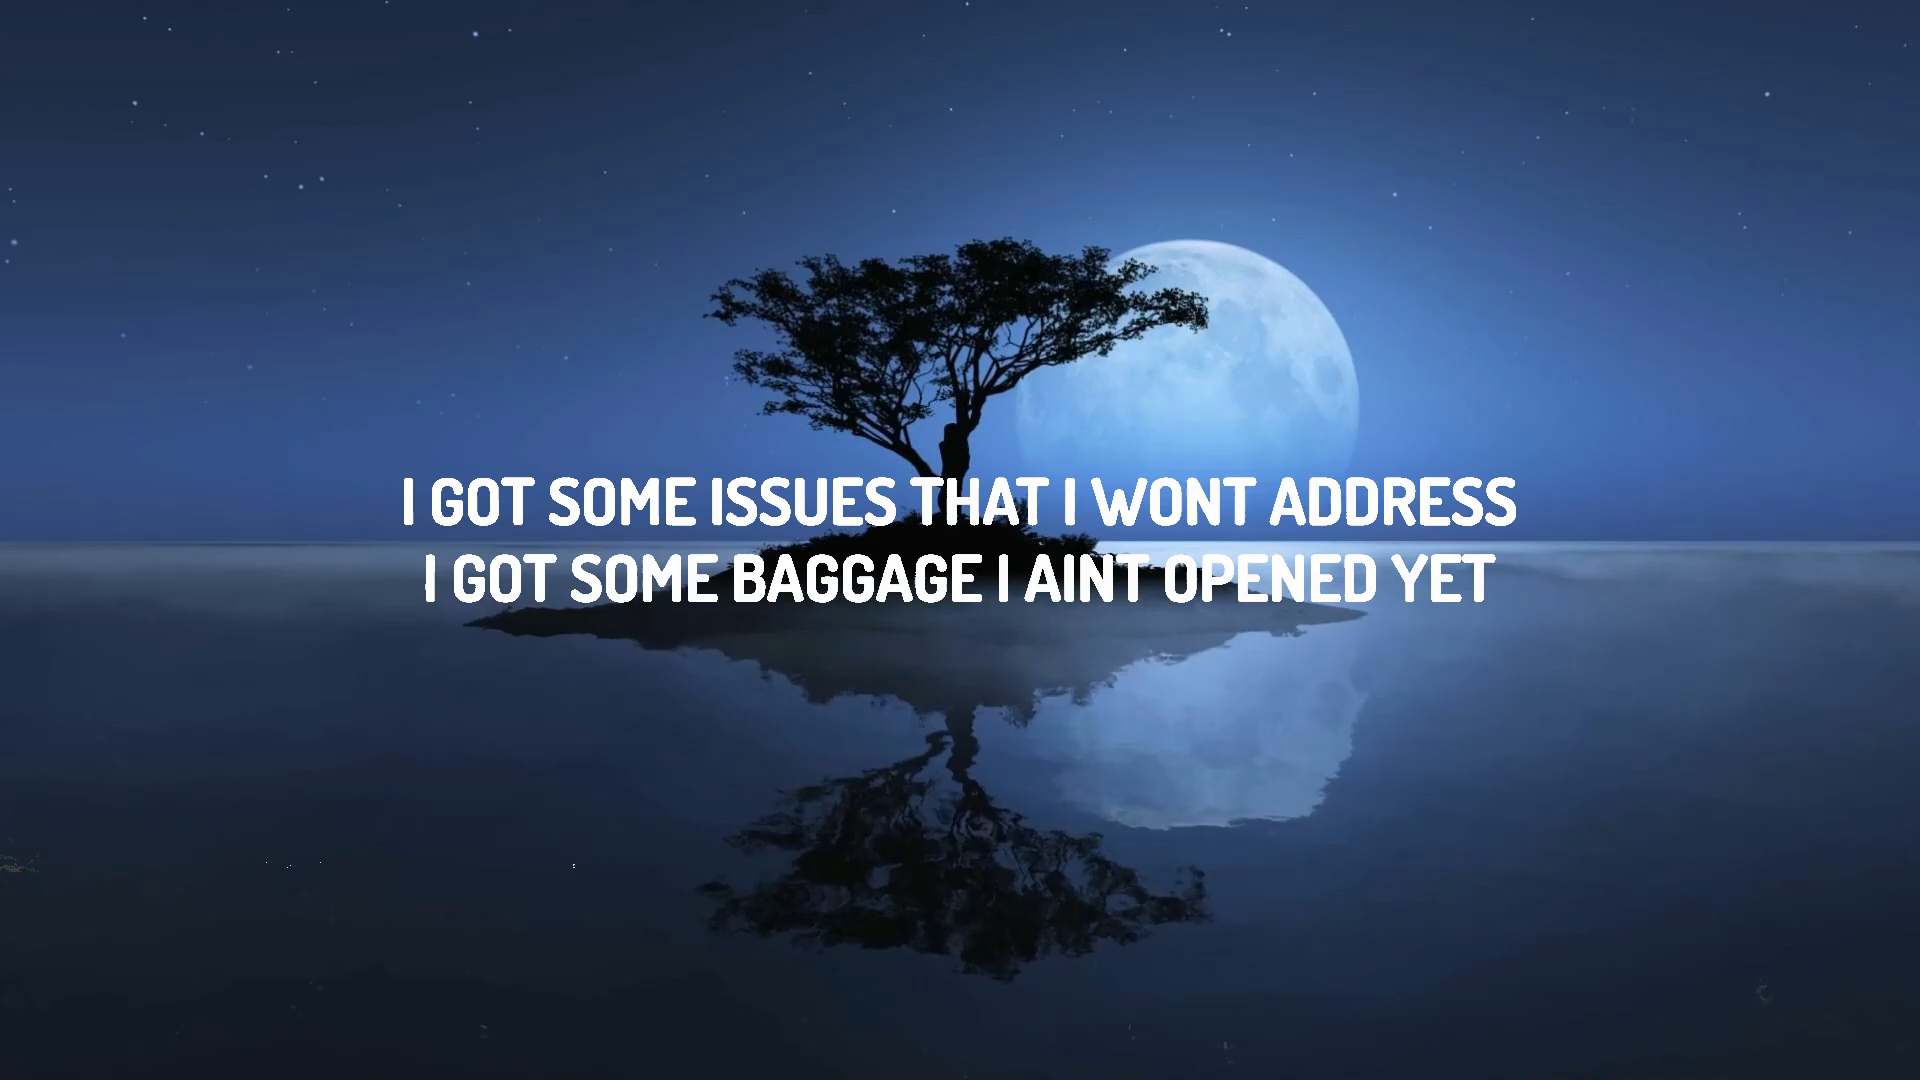 I GOT SOME ISSUES THAT I WONT ADDRESS
I GOT SOME BAGGAGE I AINT OPENED YET